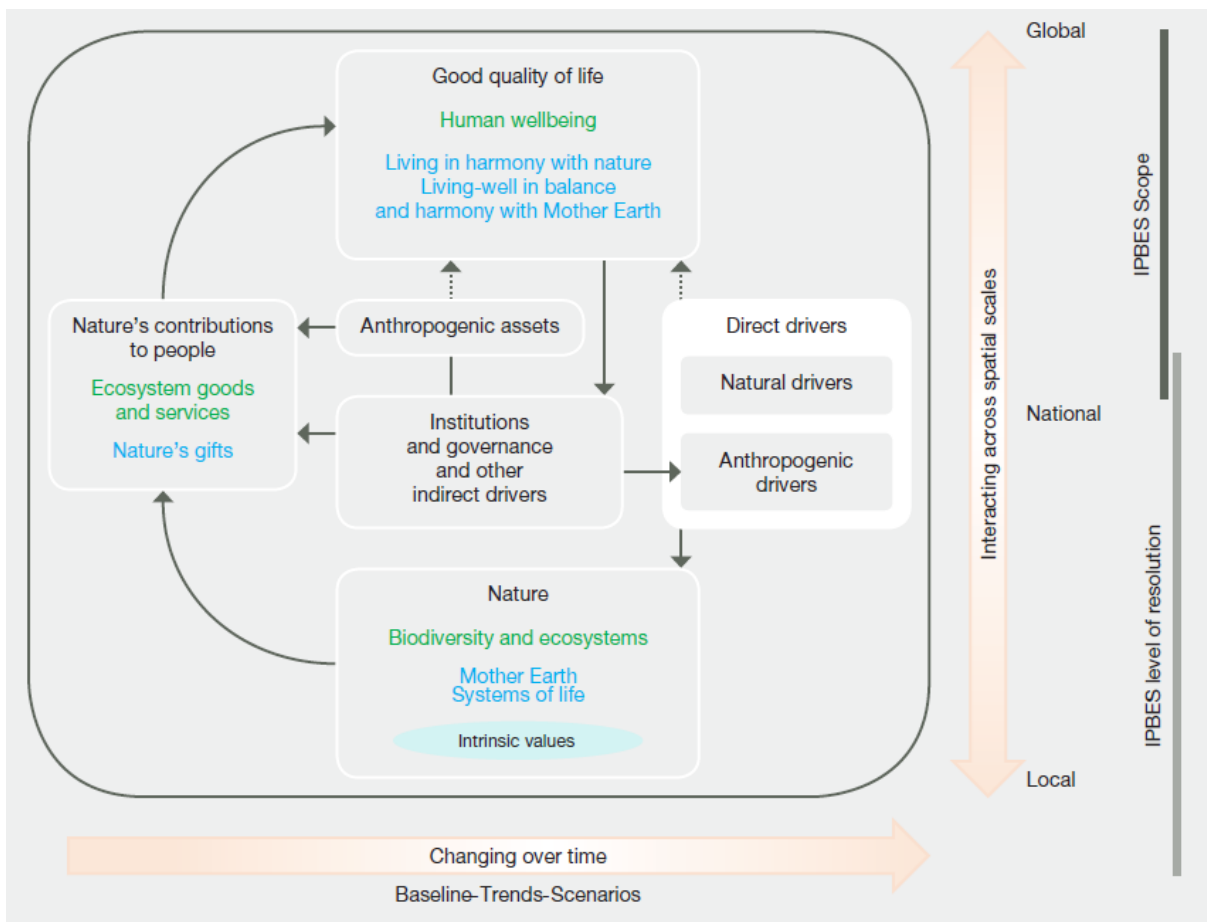 Global
Good quality of life
Human wellbeing
Living in harmony with nature
Living-well in balance
and harmony with Mother Earth
IPBES Scope
Nature's contributions
to people
Ecosystem goods
and services
Nature's gifts
Anthropogenic assets
Direct drivers
Natural drivers
Anthropogenic
drivers
Institutions
and governance
and other
indirect drivers
National
Interacting across spatial scales
IPBES level of resolution
Nature
Biodiversity and ecosystems
Mother Earth
Systems of life
Intrinsic values
Local
Changing over time
Baseline-Trends-Scenarios